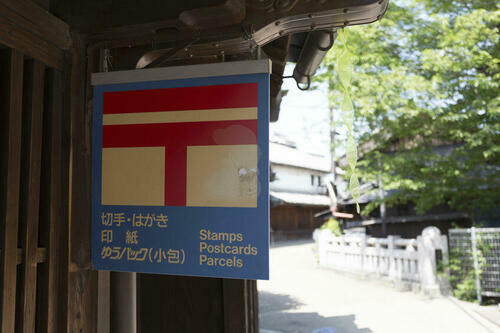 切手・はがき
印 紙
ゆうパック(小包)
Stamps
Postcards
Parcels